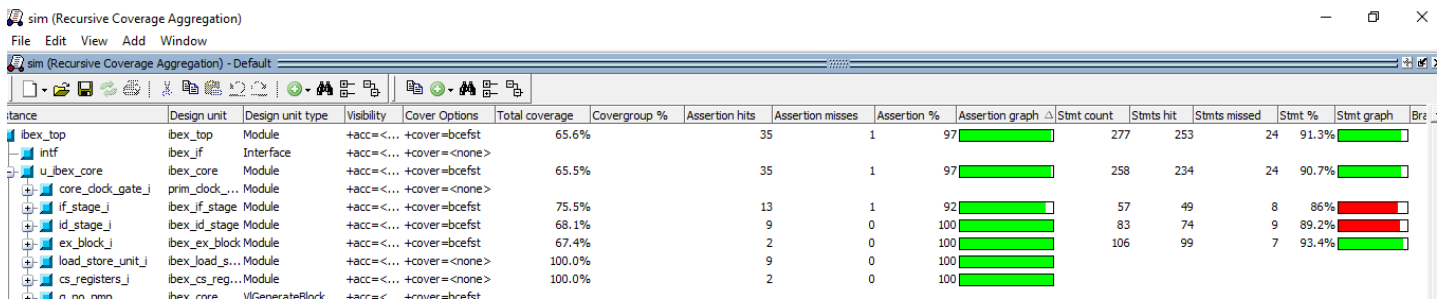 sim (Recursive Coverage Aggregation)
File Edit View Add Window
sim (Recursive Coverage Aggregation) - Default
stance Design unit Design unit type Visibility Cover Options Total coverage Covergroup % Assertion hits Assertion misses Assertion % Assertion graph Stmt count Stmts hit Stmts missed Stmt % Stmt graph Bra
ibex_top ibex_top Module +acc=<... +cover=bcefst 65.6% 35 1 97 277 253 24 91.3%
intf ibex_if Interface +acc=<... +cover=<none>
u_ibex_core ibex_core Module +acc=<... +cover=bcefst 65.5% 35 1 97 258 234 24 90.7%
core_clock_gate_i prim_clock_... Module +acc=<... +cover=<none>
if_stage_i ibex_if_stage Module +acc=<... +cover=bcefst 75.5% 13 1 92 57 49 8 86%
id_stage_i ibex_id_stage Module +acc=<... +cover=bcefst 68.1% 9 0 100 83 74 9 89.2%
ex_block_i ibex_ex_block Module +acc=<... +cover=bcefst 67.4% 2 0 100 106 99 7 93.4%
load_store_unit_i ibex_load_s... Module +acc=<... +cover=<none> 100.0% 9 0 100
cs_registers_i ibex_cs_reg... Module +acc=<... +cover=<none> 100.0% 2 0 100
g_no_pmp ibex_core VlGenerateBlock +acc=<... +cover=bcefst